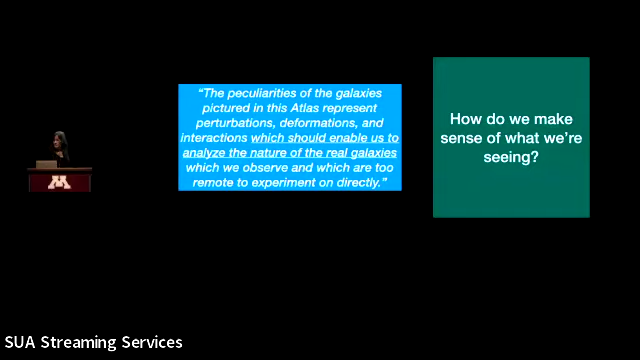 “The peculiarities of the galaxies
pictured in this Atlas represent
perturbations, deformations, and
interactions which should enable us to
analyze the nature of the real galaxies
which we observe and which are too
remote to experiment on directly.”
How do we make
sense of what we’re
seeing?
M
SUA Streaming Services